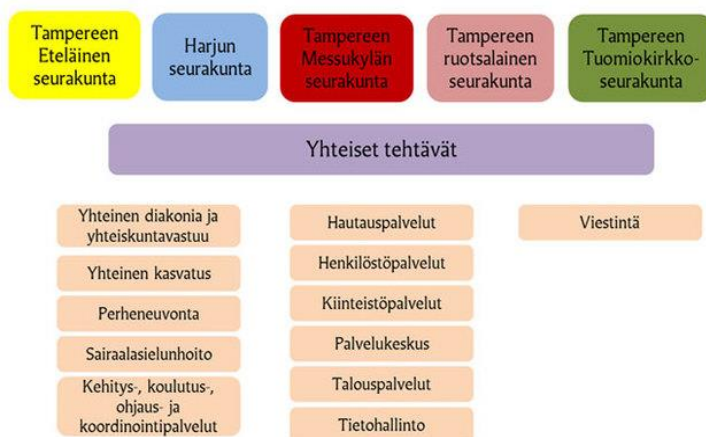 Tampereen
Eteläinen
seurakunta
Harjun
seurakunta
Tampereen
Messukylän
seurakunta
Tampereen
ruotsalainen
seurakunta
Tampereen
Tuomiokirkko-
seurakunta
Yhteiset tehtävät
Yhteinen diakonia ja
yhteiskuntavastuu
Yhteinen kasvatus
Perheneuvonta
Sairaalasielunhoito
Kehitys-, koulutus-,
ohjaus- ja
koordinointipalvelut
Hautauspalvelut
Henkilöstöpalvelut
Kiinteistöpalvelut
Palvelukeskus
Talouspalvelut
Tietohallinto
Viestintä